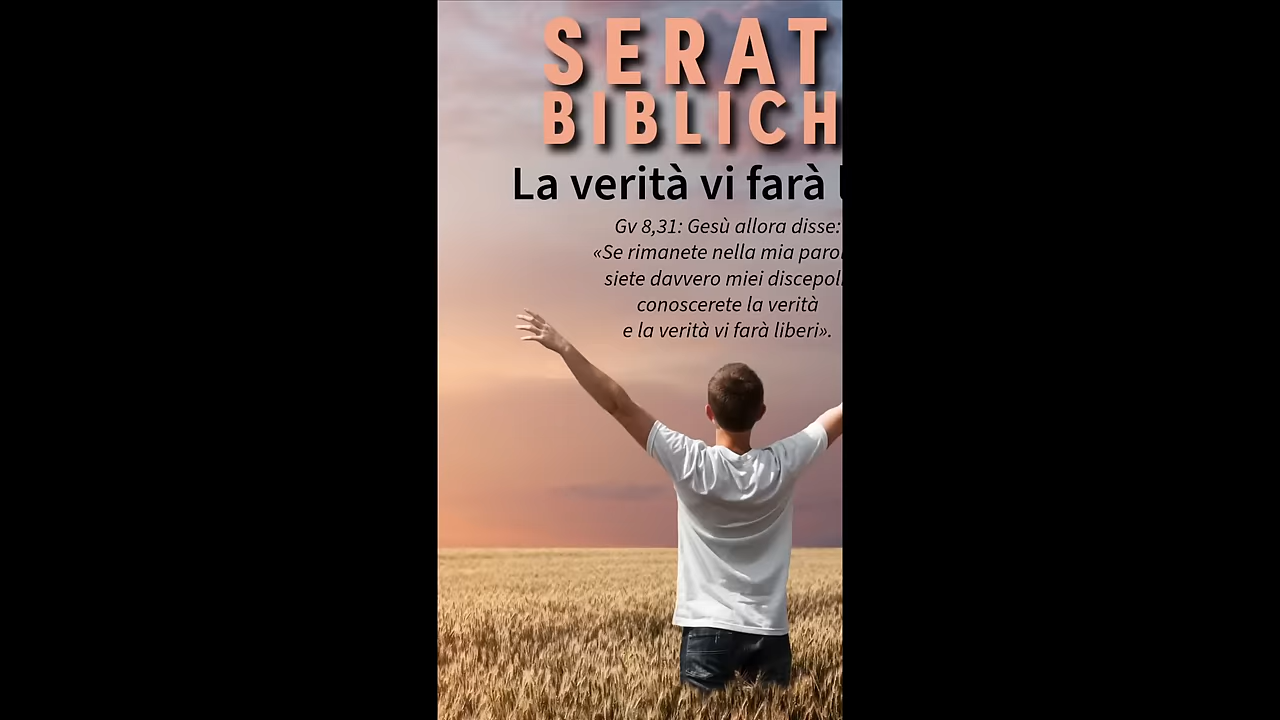 SERAT
BIBLICH
La verità vi farà
Gv 8,31: Gesù allora disse:
«Se rimanete nella mia paro
siete davvero miei discepol
conoscerete la verità
e la verità vi farà liberi».